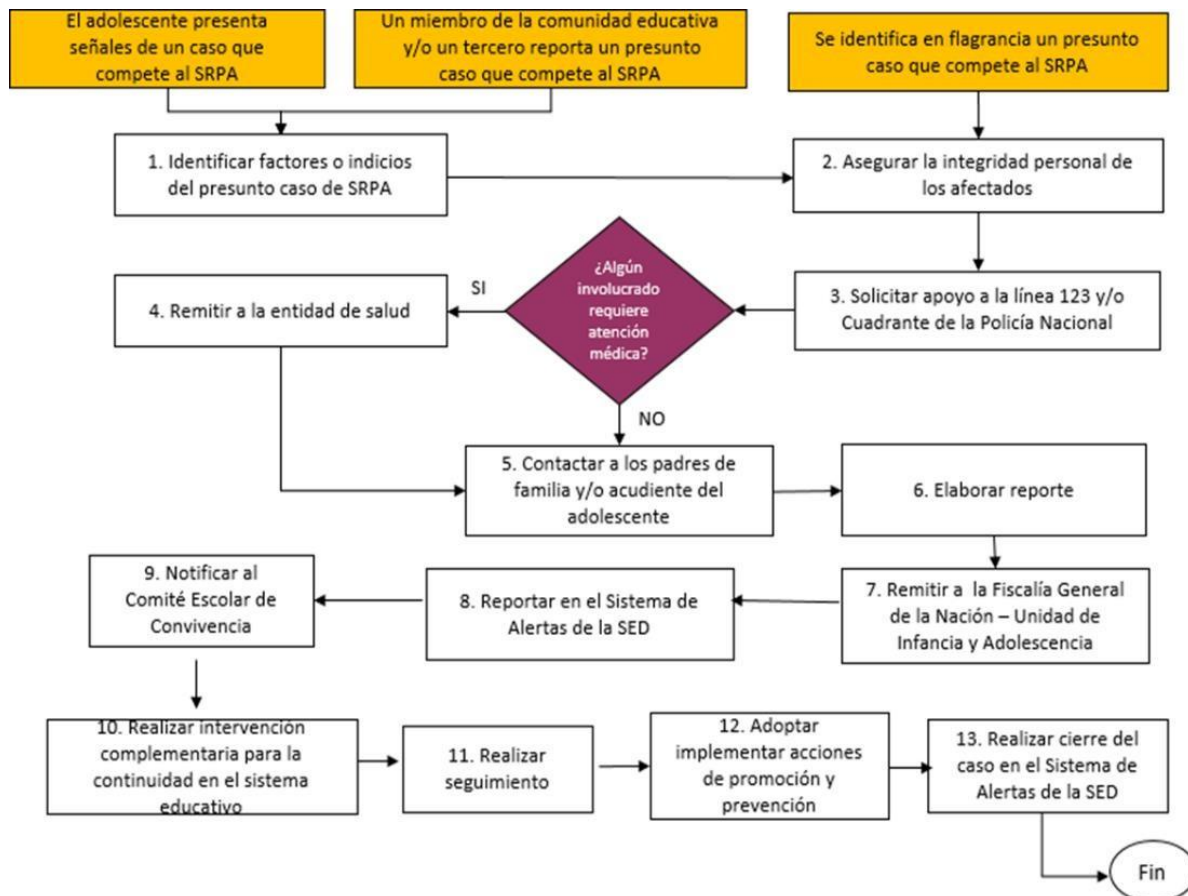 El adolescente presenta
señales de un caso que
compete al SRPA
Un miembro de la comunidad educativa
y/o un tercero reporta un presunto
caso que compete al SRPA
Se identifica en flagrancia un presunto
caso que compete al SRPA
1. Identificar factores o indicios
del presunto caso de SRPA
2. Asegurar la integridad personal de
los afectados
¿Algún
involucrado
requiere
atención
médica?
SI
NO
3. Solicitar apoyo a la línea 123 y/o
Cuadrante de la Policía Nacional
4. Remitir a la entidad de salud
5. Contactar a los padres de
familia y/o acudiente del
adolescente
6. Elaborar reporte
7. Remitir a la Fiscalía General
de la Nación – Unidad de
Infancia y Adolescencia
8. Reportar en el Sistema de
Alertas de la SED
9. Notificar al
Comité Escolar de
Convivencia
10. Realizar intervención
complementaria para la
continuidad en el sistema
educativo
11. Realizar
seguimiento
12. Adoptar
implementar acciones
de promoción y
prevención
13. Realizar cierre del
caso en el Sistema de
Alertas de la SED
Fin